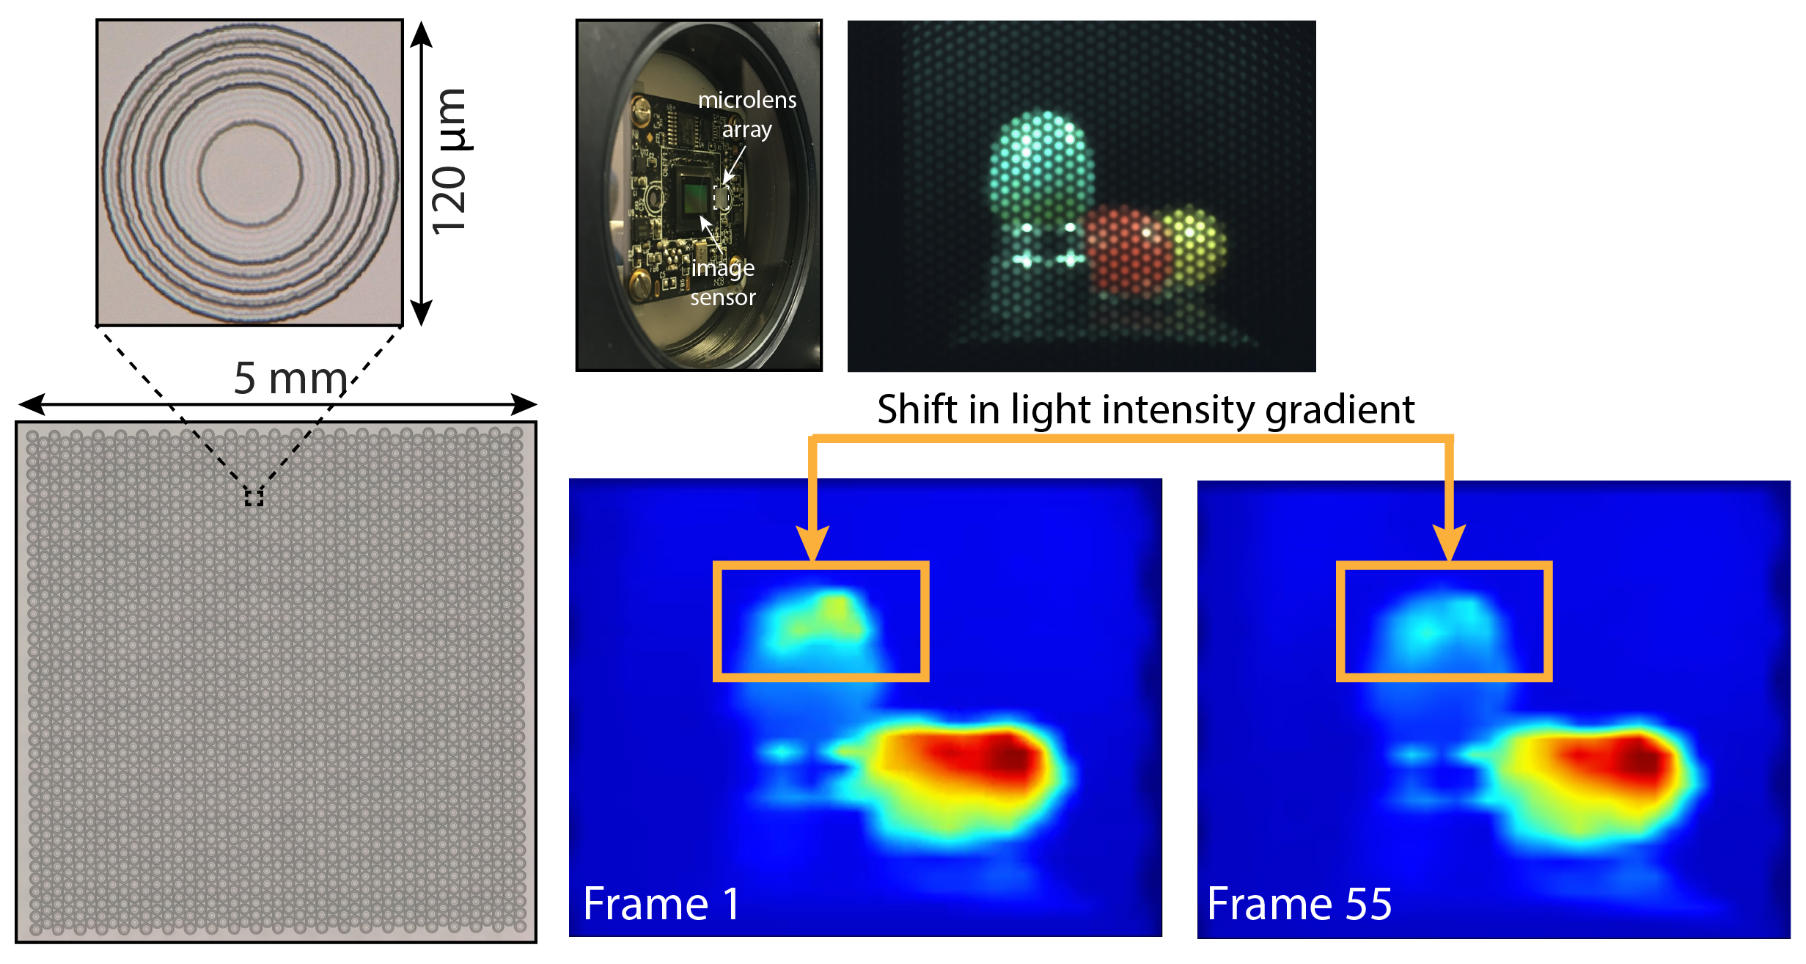 120 µm
5 mm
microlens
array
image
sensor
Shift in light intensity gradient
Frame 1
Frame 55